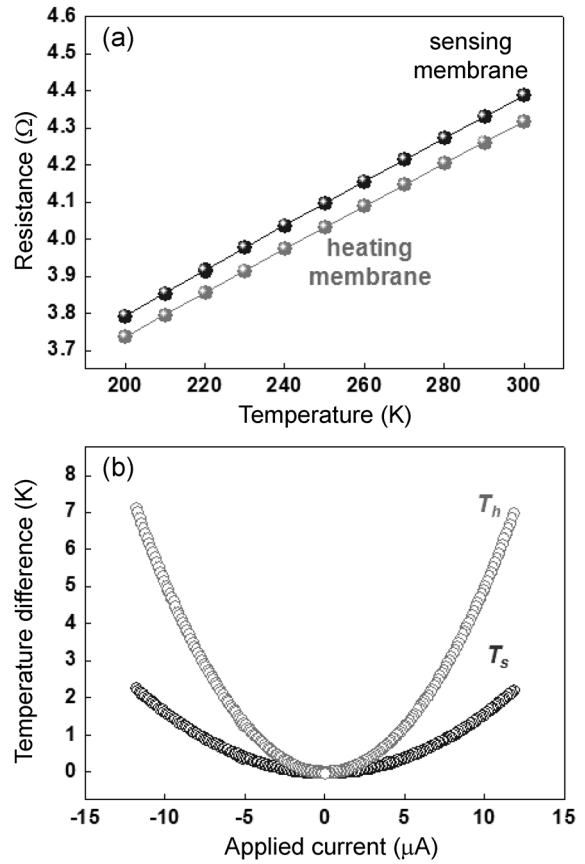 (a)
sensing
membrane
heating
membrane
Resistance (Ω)
4.6
4.5
4.4
4.3
4.2
4.1
4.0
3.9
3.8
3.7
200 220 240 260 280 300
Temperature (K)
(b)
T_h
T_s
Temperature difference (K)
8
7
6
5
4
3
2
1
0
-15 -10 -5 0 5 10 15
Applied current (μA)